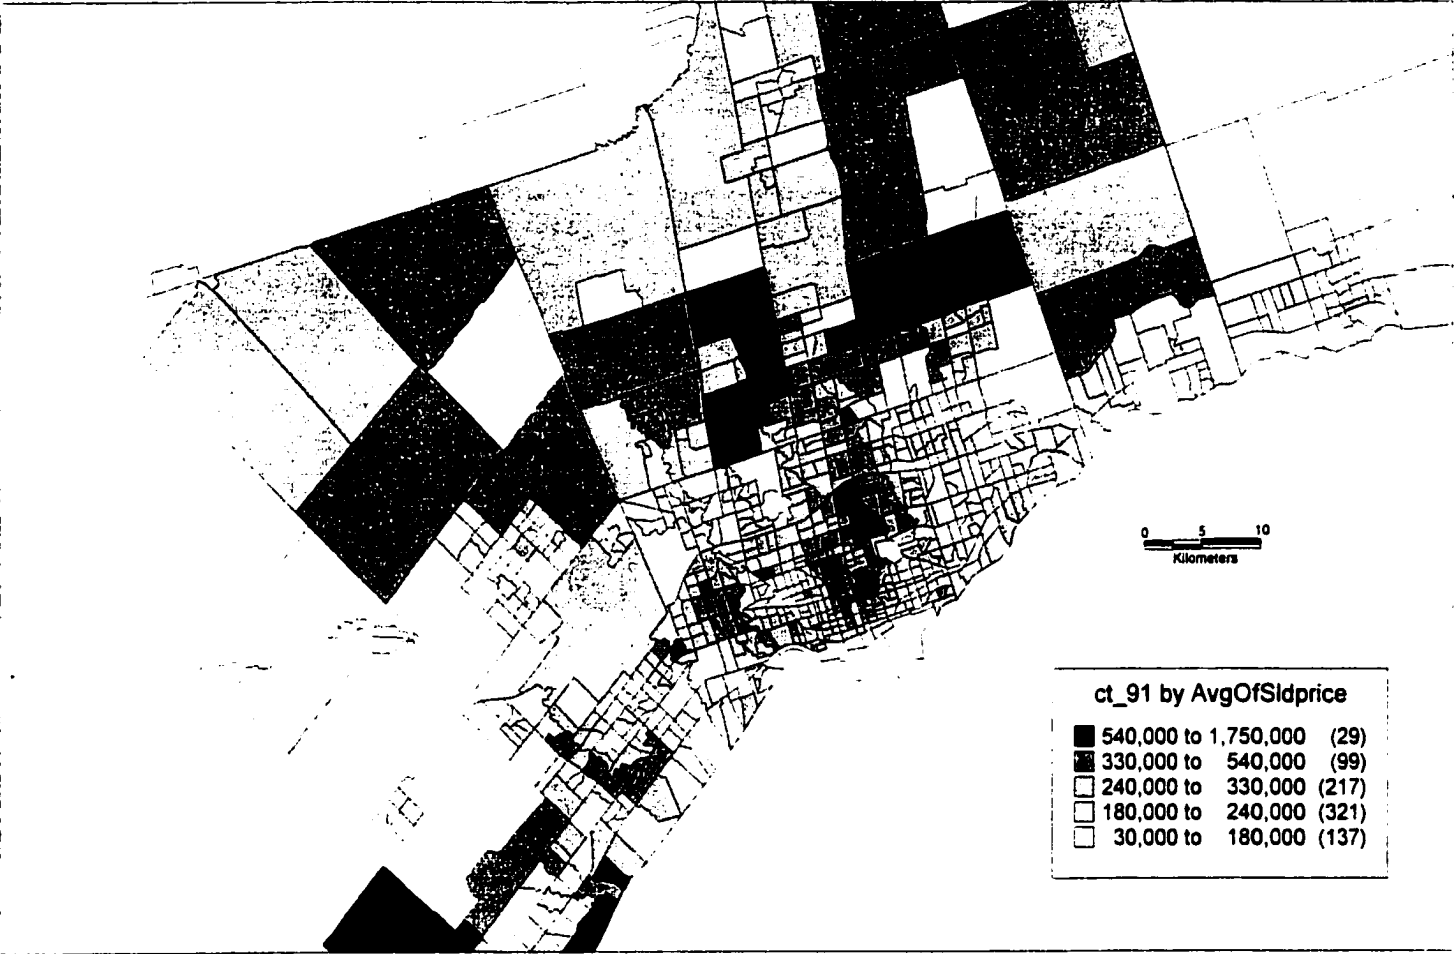 0 5 10
Kilometers
ct_91 by AvgOfSldprice
540,000 to 1,750,000 (29)
330,000 to 540,000 (99)
240,000 to 330,000 (217)
180,000 to 240,000 (321)
30,000 to 180,000 (137)